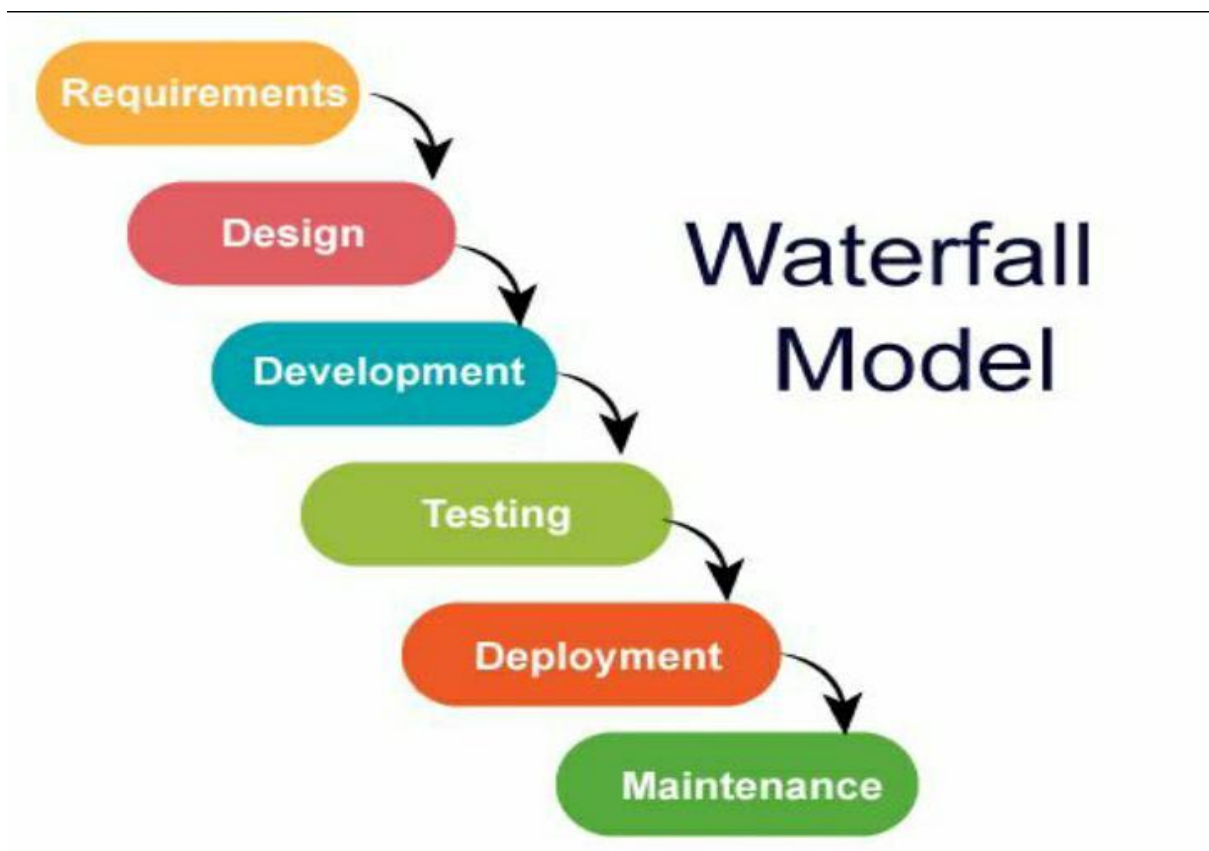 Requirements
Design
Waterfall
Model
Development
Testing
Deployment
Maintenance